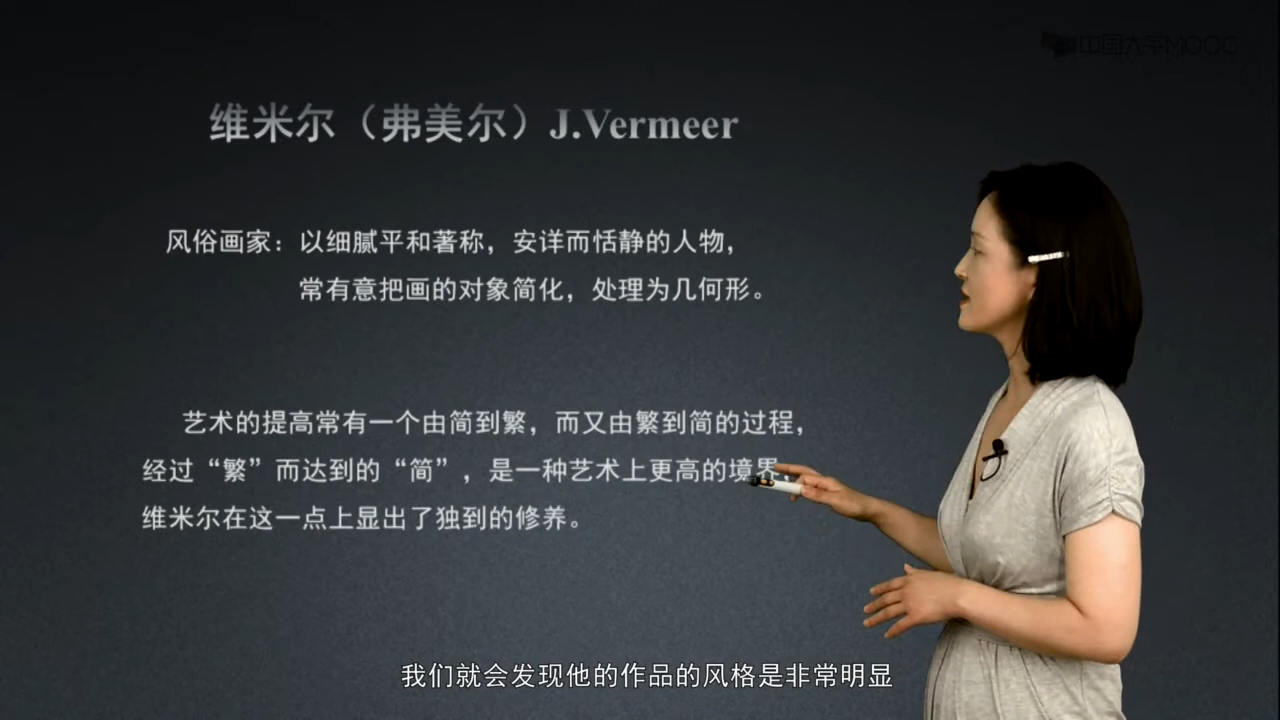 中国大学MOOC
维米尔（弗美尔）J.Vermeer
风俗画家：以细腻平和著称，安详而恬静的人物，
常有意把画的对象简化，处理为几何形。
艺术的提高常有一个由简到繁，而又由繁到简的过程，
经过“繁”而达到的“简”，是一种艺术上更高的境界，
维米尔在这一点上显出了独到的修养。
我们就会发现他的作品的风格是非常明显